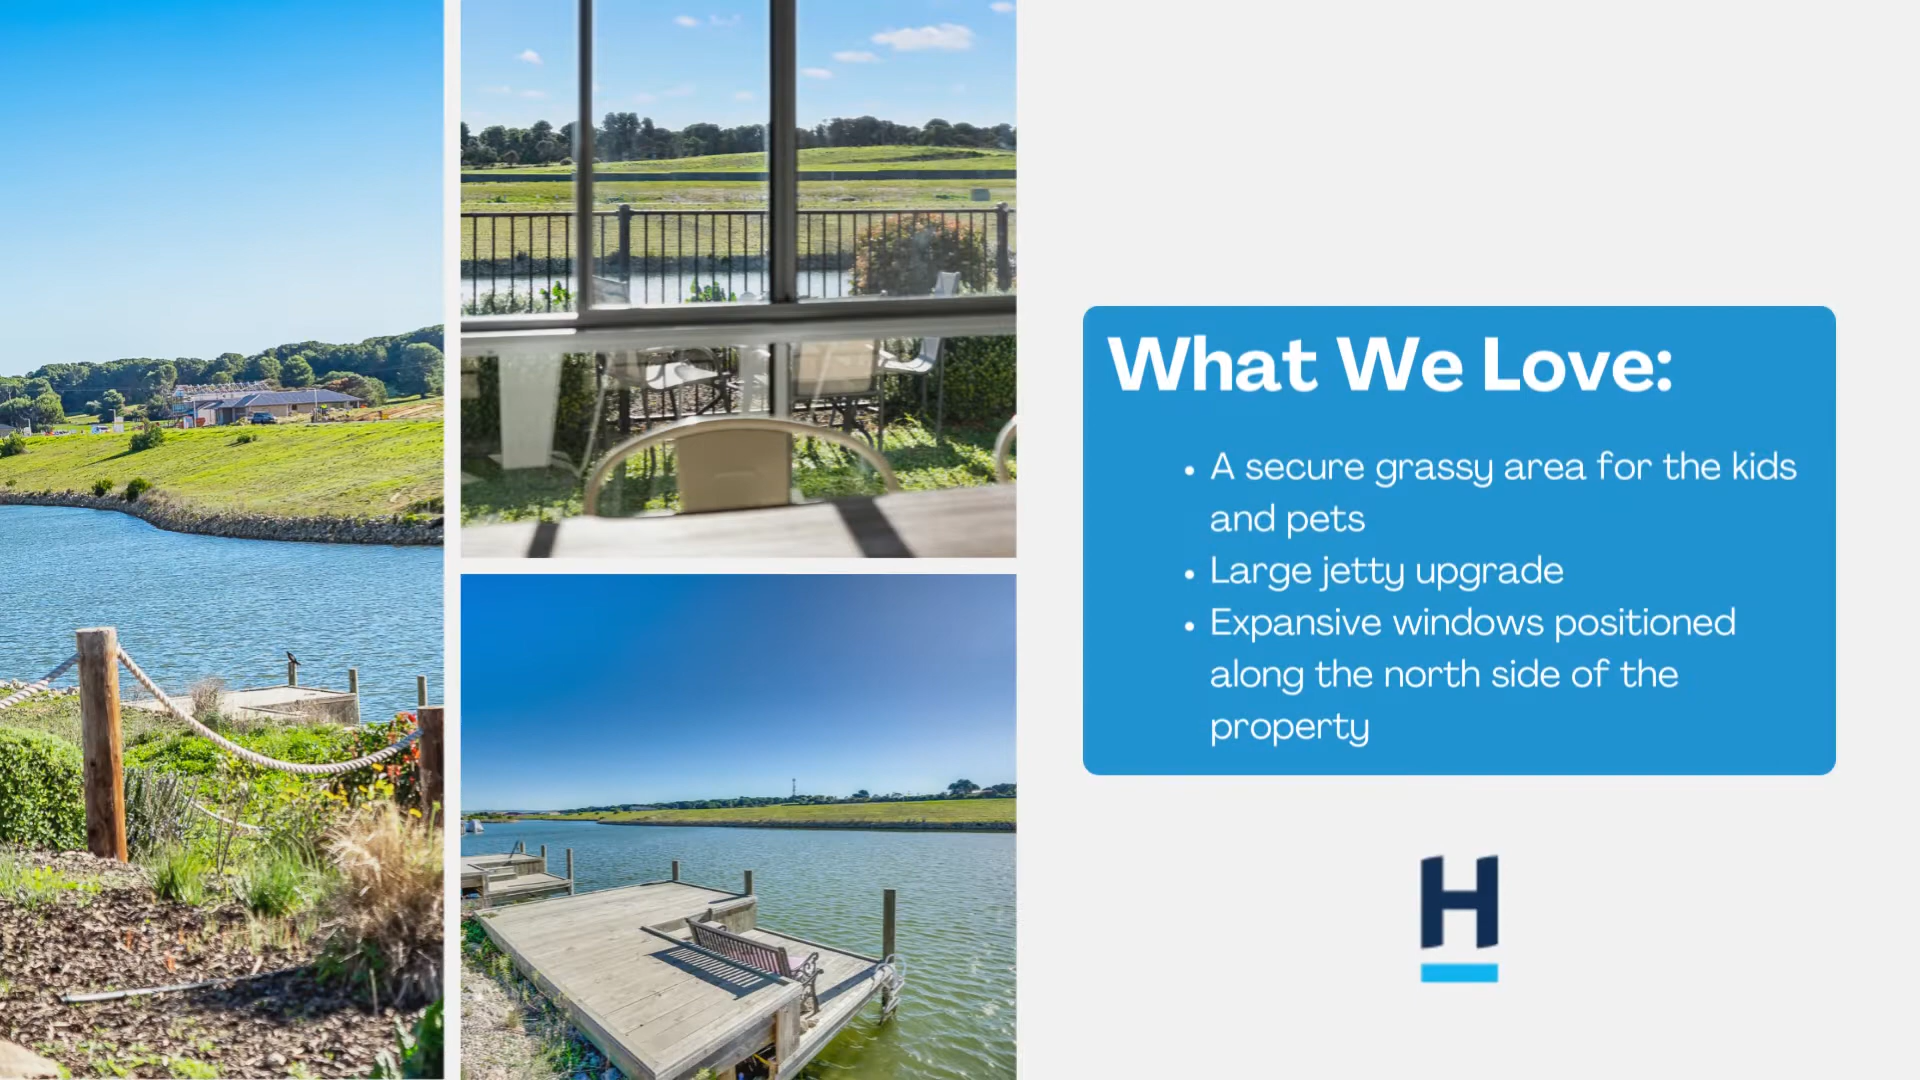 What We Love:
• A secure grassy area for the kids
and pets
• Large jetty upgrade
• Expansive windows positioned
along the north side of the
property
H